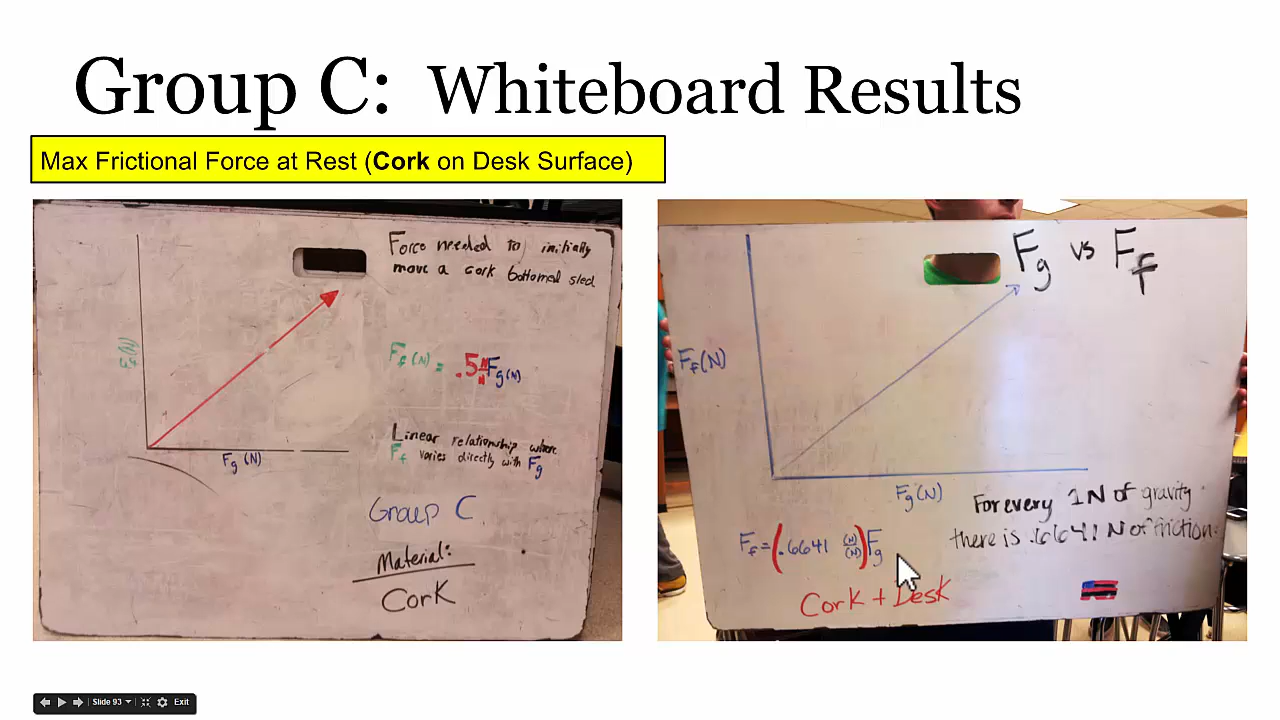 Group C: Whiteboard Results
Max Frictional Force at Rest (Cork on Desk Surface)
Force needed to initially
move a cork bottomed sled
Ff(N)
Ff(N) = .5 N/N Fg(N)
Linear relationship where
Ff varies directly with Fg
Fg (N)
Group C
Material:
Cork
Fg vs Ff
Ff(N)
Fg(N)
For every 1N of gravity
there is .6641 N of friction.
Ff = (.6641 (N)/(N)) Fg
Cork + Desk
Slide 93
Exit